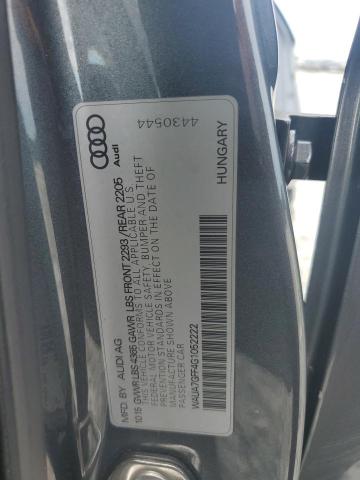 MFD. BY AUDI AG
10/15 GVWR LBS 4365 GAWR LBS FRONT 2293 / REAR 2205
THIS VEHICLE CONFORMS TO ALL APPLICABLE U.S.
FEDERAL MOTOR VEHICLE SAFETY, BUMPER AND THEFT
PREVENTION STANDARDS IN EFFECT ON THE DATE OF
MANUFACTURE SHOWN ABOVE.
PASSENGER CAR
WAUA7GFF4G1052222
HUNGARY
Audi
4430544